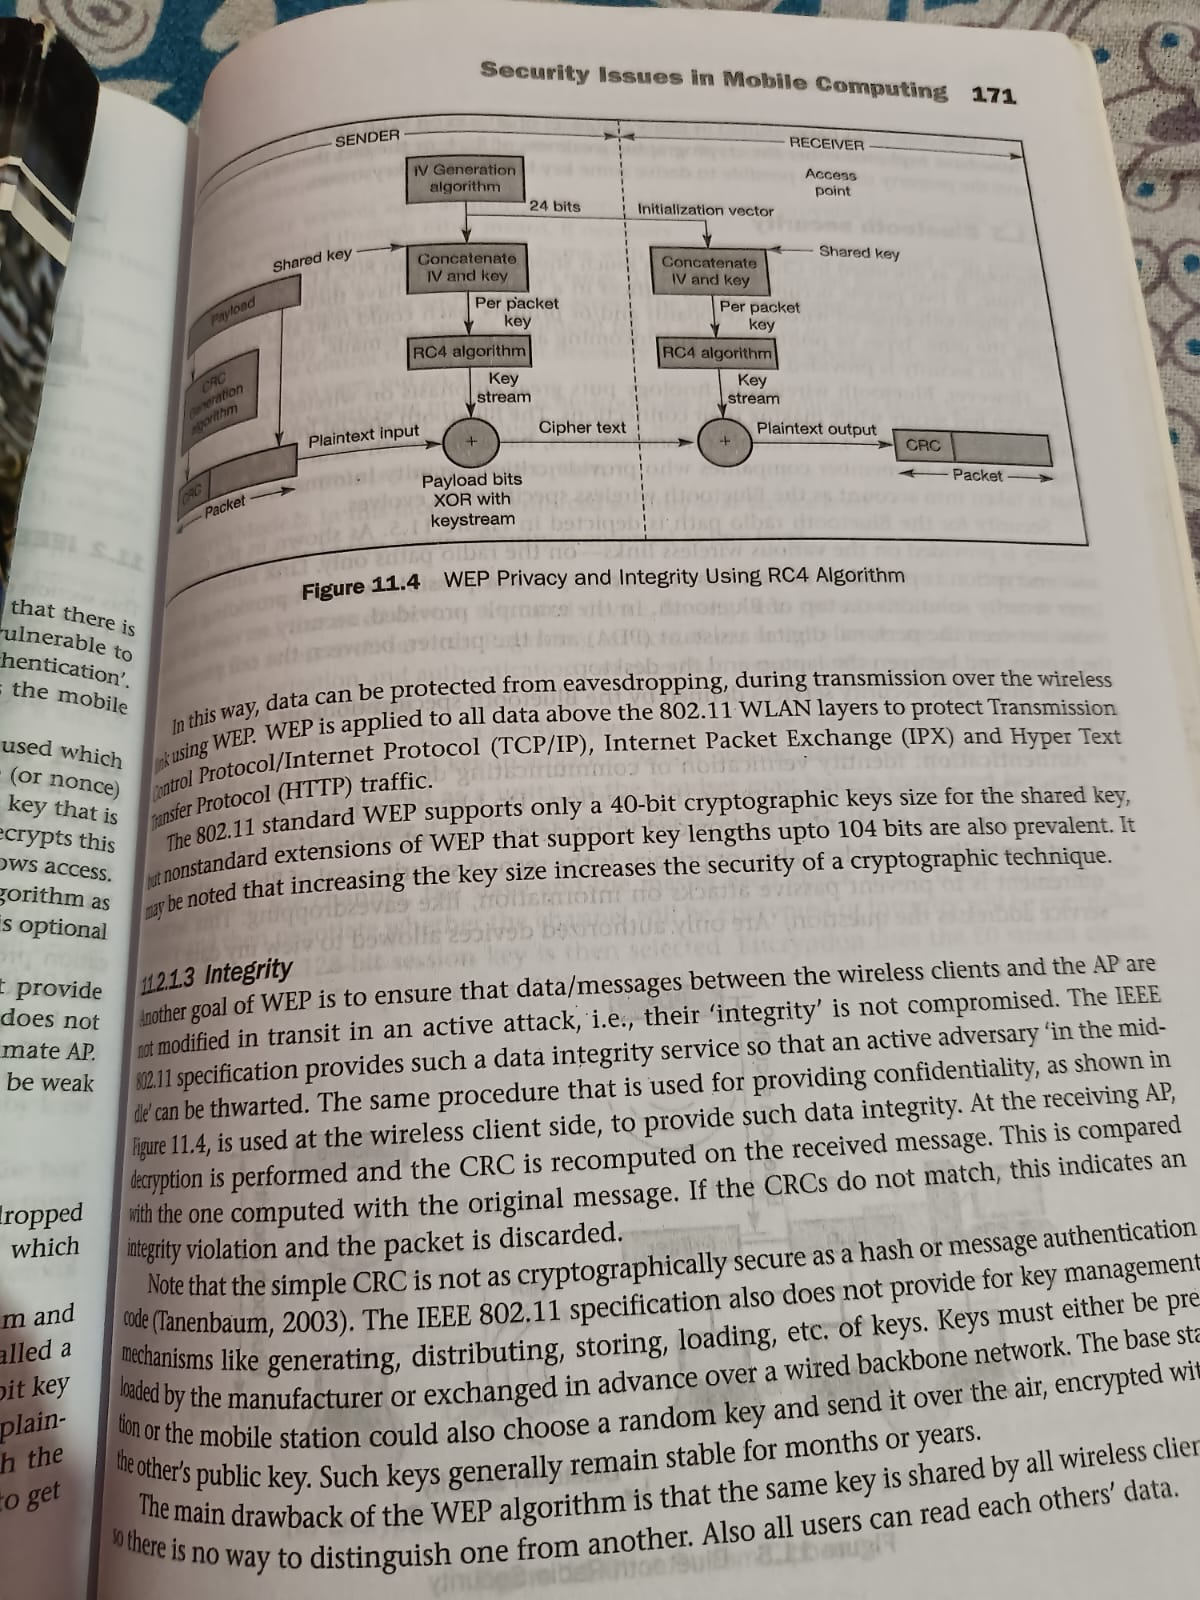 Security Issues in Mobile Computing 171
SENDER
RECEIVER
IV Generation
algorithm
Access
point
24 bits
Initialization vector
Shared key
Concatenate
IV and key
Concatenate
IV and key
Shared key
Payload
Per packet
key
Per packet
key
CRC
Generation
algorithm
RC4 algorithm
RC4 algorithm
Key
stream
Key
stream
Plaintext input
+
Cipher text
+
Plaintext output
CRC
CRC
Packet
Packet
Payload bits
XOR with
keystream
Figure 11.4 WEP Privacy and Integrity Using RC4 Algorithm
In this way, data can be protected from eavesdropping, during transmission over the wireless
link using WEP. WEP is applied to all data above the 802.11 WLAN layers to protect Transmission
Control Protocol/Internet Protocol (TCP/IP), Internet Packet Exchange (IPX) and Hyper Text
Transfer Protocol (HTTP) traffic.
The 802.11 standard WEP supports only a 40-bit cryptographic keys size for the shared key,
but nonstandard extensions of WEP that support key lengths upto 104 bits are also prevalent. It
may be noted that increasing the key size increases the security of a cryptographic technique.
11.2.1.3 Integrity
Another goal of WEP is to ensure that data/messages between the wireless clients and the AP are
not modified in transit in an active attack, i.e., their 'integrity' is not compromised. The IEEE
802.11 specification provides such a data integrity service so that an active adversary 'in the mid-
dle' can be thwarted. The same procedure that is used for providing confidentiality, as shown in
Figure 11.4, is used at the wireless client side, to provide such data integrity. At the receiving AP,
decryption is performed and the CRC is recomputed on the received message. This is compared
with the one computed with the original message. If the CRCs do not match, this indicates an
integrity violation and the packet is discarded.
Note that the simple CRC is not as cryptographically secure as a hash or message authentication
code (Tanenbaum, 2003). The IEEE 802.11 specification also does not provide for key management
mechanisms like generating, distributing, storing, loading, etc. of keys. Keys must either be pre
loaded by the manufacturer or exchanged in advance over a wired backbone network. The base sta
tion or the mobile station could also choose a random key and send it over the air, encrypted wit
the other's public key. Such keys generally remain stable for months or years.
The main drawback of the WEP algorithm is that the same key is shared by all wireless clien
so there is no way to distinguish one from another. Also all users can read each others' data.
that there is
ulnerable to
hentication'.
the mobile
used which
(or nonce)
key that is
ecrypts this
ows access.
gorithm as
is optional
t provide
does not
mate AP.
be weak
dropped
which
m and
alled a
bit key
plain-
h the
to get